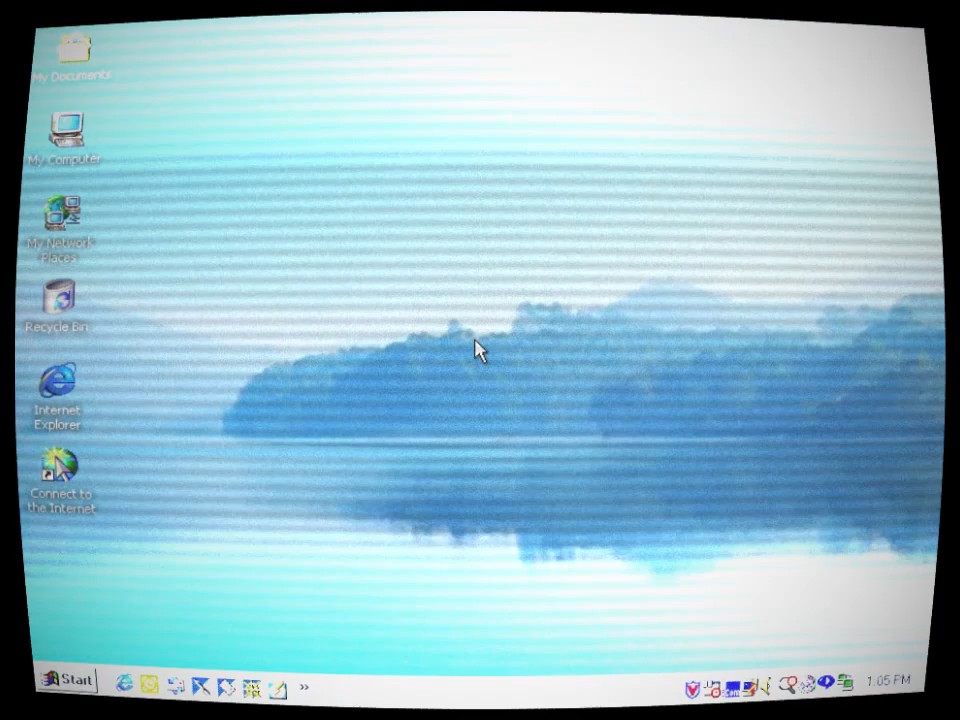 My Documents
My Computer
My Network
Places
Recycle Bin
Internet
Explorer
Connect to
the Internet
Start
»
1:05 PM